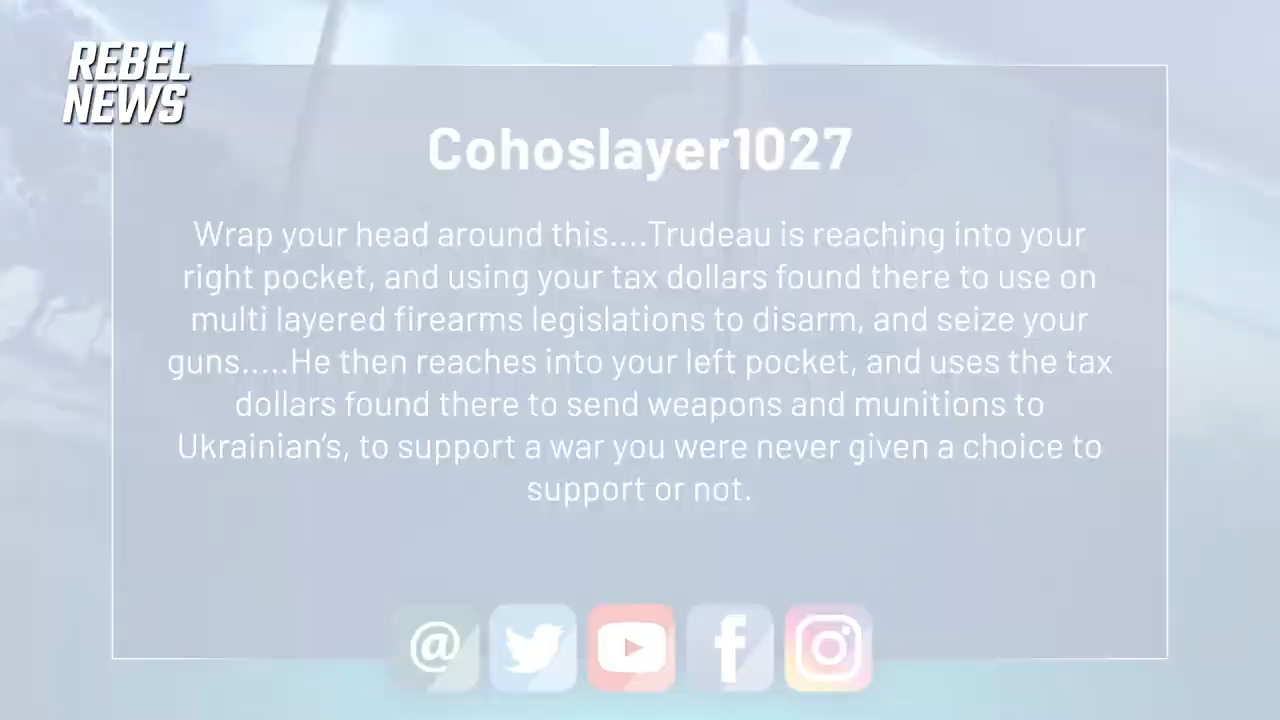 REBEL
NEWS
Cohoslayer1027
Wrap your head around this....Trudeau is reaching into your
right pocket, and using your tax dollars found there to use on
multi layered firearms legislations to disarm, and seize your
guns.....He then reaches into your left pocket, and uses the tax
dollars found there to send weapons and munitions to
Ukrainian's, to support a war you were never given a choice to
support or not.
@